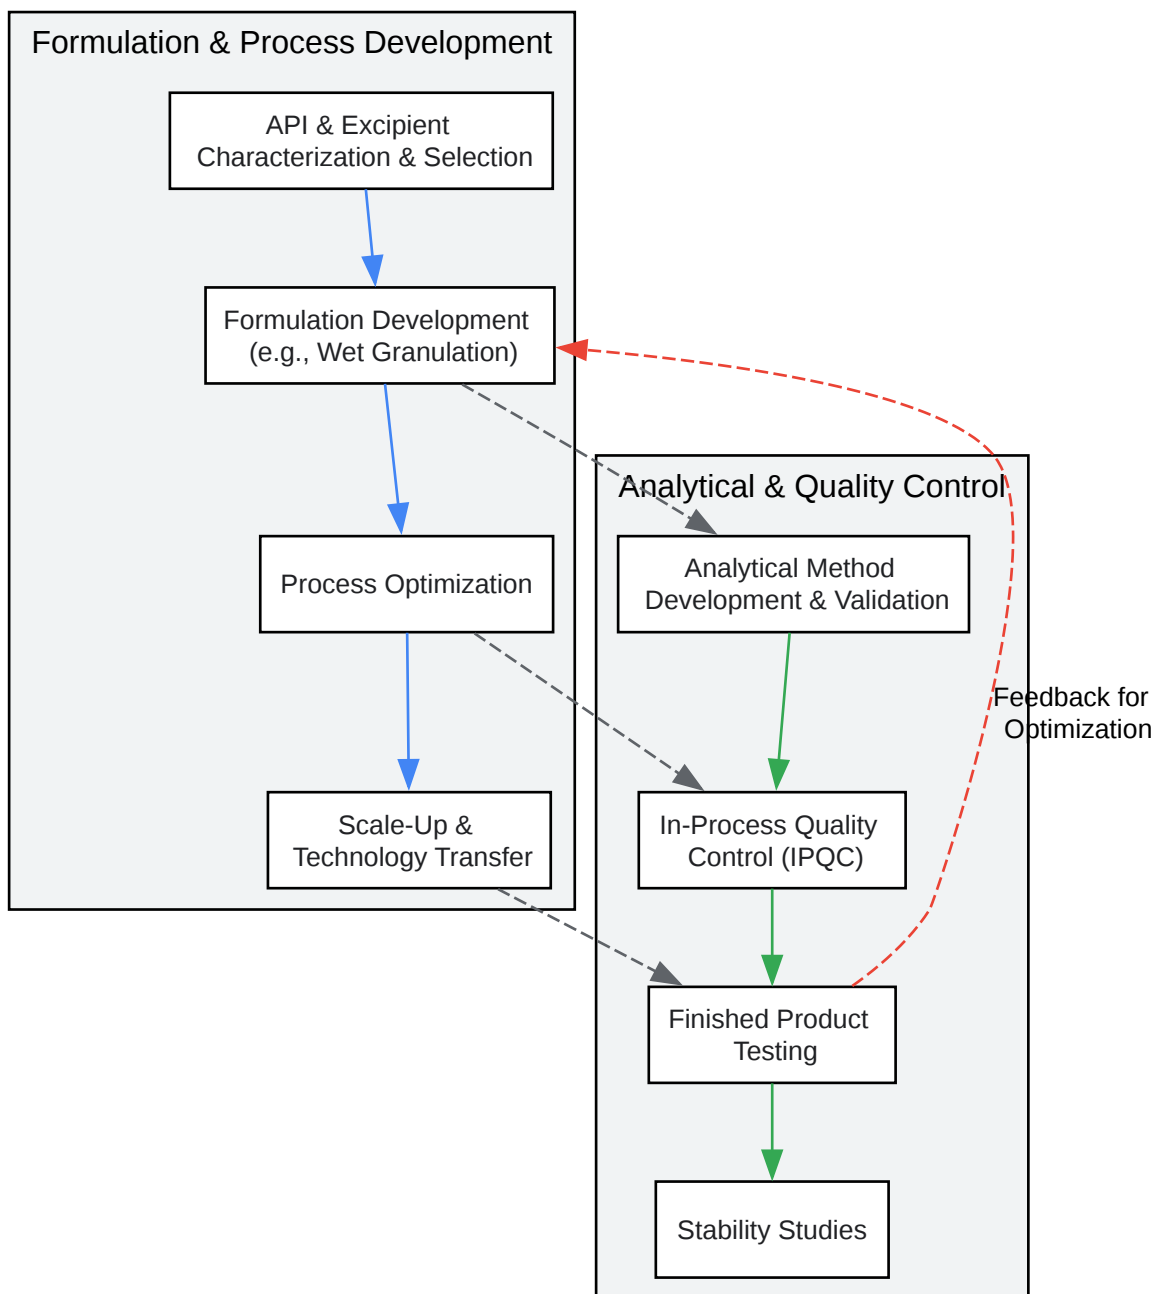 Formulation & Process Development
API & Excipient
Characterization & Selection
Formulation Development
(e.g., Wet Granulation)
Process Optimization
Scale-Up &
Technology Transfer
Analytical & Quality Control
Analytical Method
Development & Validation
In-Process Quality
Control (IPQC)
Finished Product
Testing
Stability Studies
Feedback for
Optimization